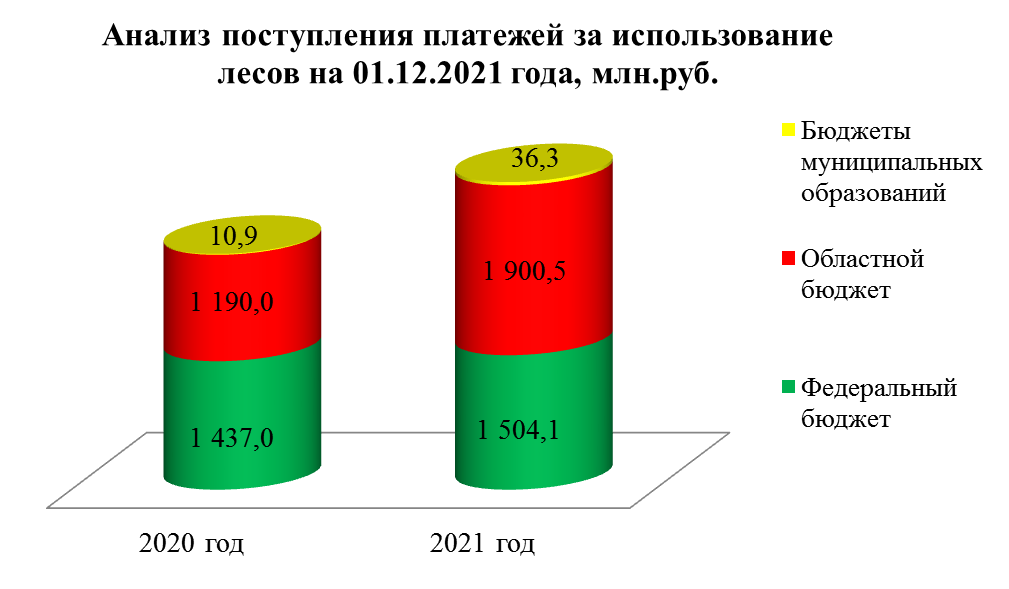 Анализ поступления платежей за использование
лесов на 01.12.2021 года, млн.руб.
Бюджеты
муниципальных
образований
Областной
бюджет
Федеральный
бюджет
10,9
1 190,0
1 437,0
36,3
1 900,5
1 504,1
2020 год
2021 год